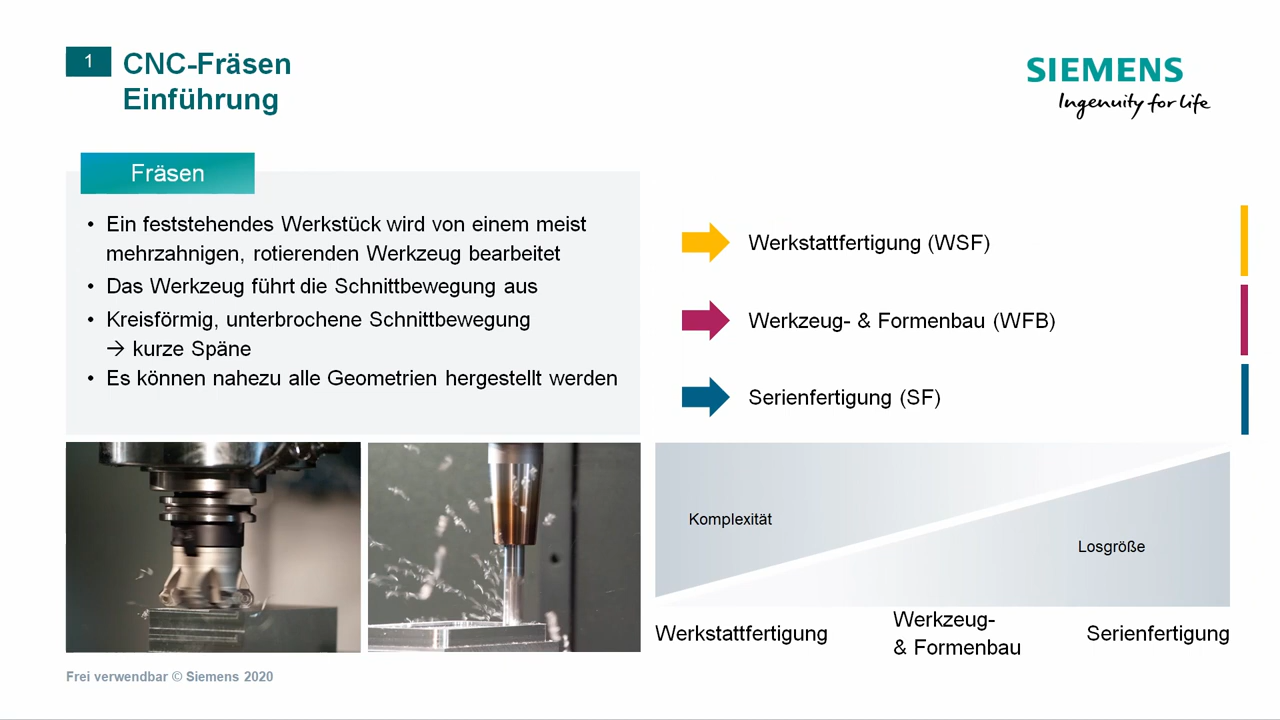 1
CNC-Fräsen
Einführung
SIEMENS
Ingenuity for life
Fräsen
• Ein feststehendes Werkstück wird von einem meist
mehrzahnigen, rotierenden Werkzeug bearbeitet
• Das Werkzeug führt die Schnittbewegung aus
• Kreisförmig, unterbrochene Schnittbewegung
→ kurze Späne
• Es können nahezu alle Geometrien hergestellt werden
Werkstattfertigung (WSF)
Werkzeug- & Formenbau (WFB)
Serienfertigung (SF)
Komplexität
Losgröße
Werkstattfertigung
Werkzeug-
& Formenbau
Serienfertigung
Frei verwendbar © Siemens 2020